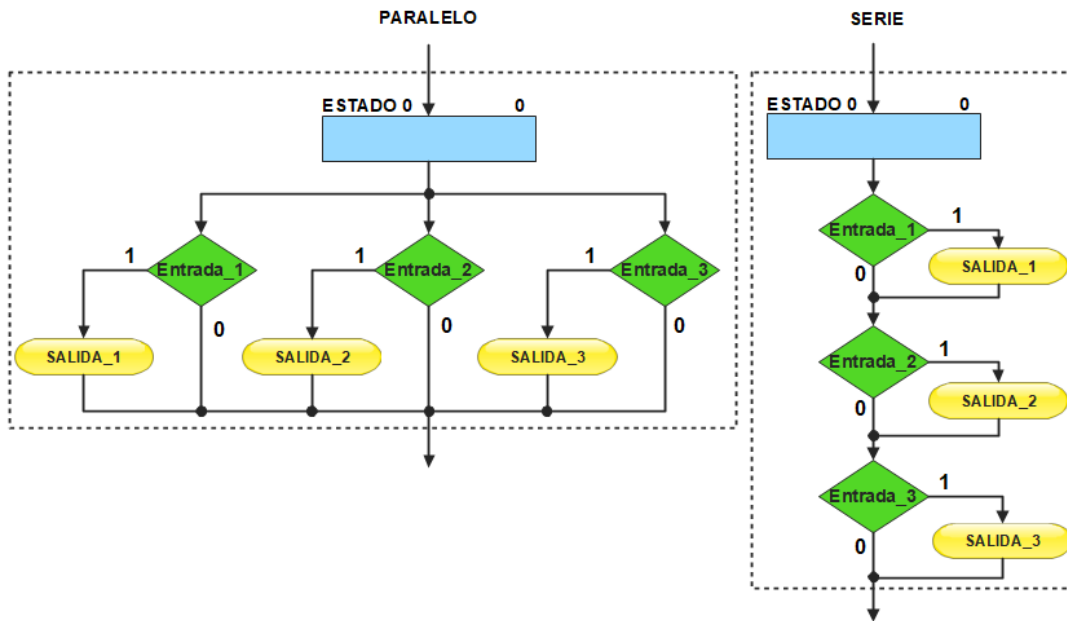 PARALELO
ESTADO 0 0
Entrada_1
1
0
SALIDA_1
Entrada_2
1
0
SALIDA_2
Entrada_3
1
0
SALIDA_3
SERIE
ESTADO 0 0
Entrada_1
1
0
SALIDA_1
Entrada_2
1
0
SALIDA_2
Entrada_3
1
0
SALIDA_3